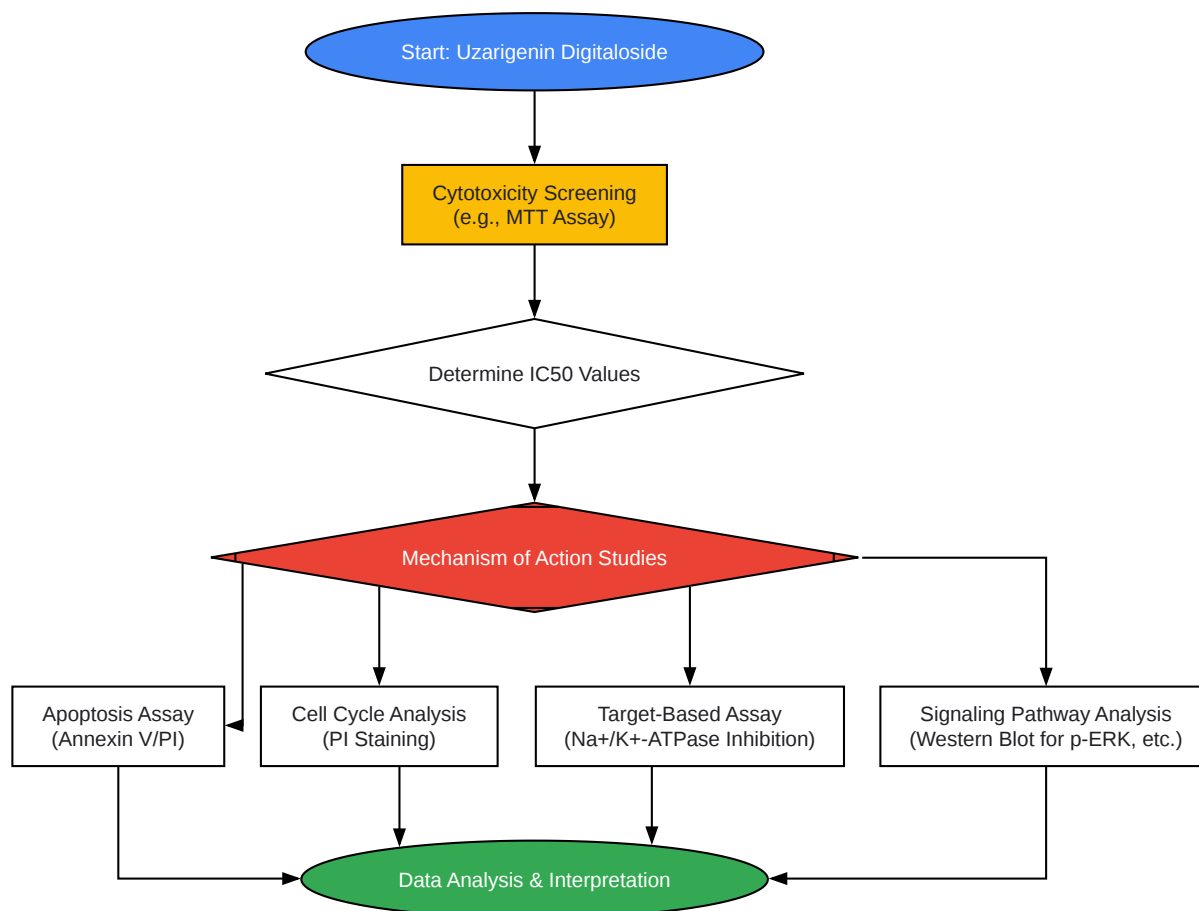 Start: Uzarigenin Digitaloside
Cytotoxicity Screening
(e.g., MTT Assay)
Determine IC50 Values
Mechanism of Action Studies
Apoptosis Assay
(Annexin V/PI)
Cell Cycle Analysis
(PI Staining)
Target-Based Assay
(Na+/K+-ATPase Inhibition)
Signaling Pathway Analysis
(Western Blot for p-ERK, etc.)
Data Analysis & Interpretation